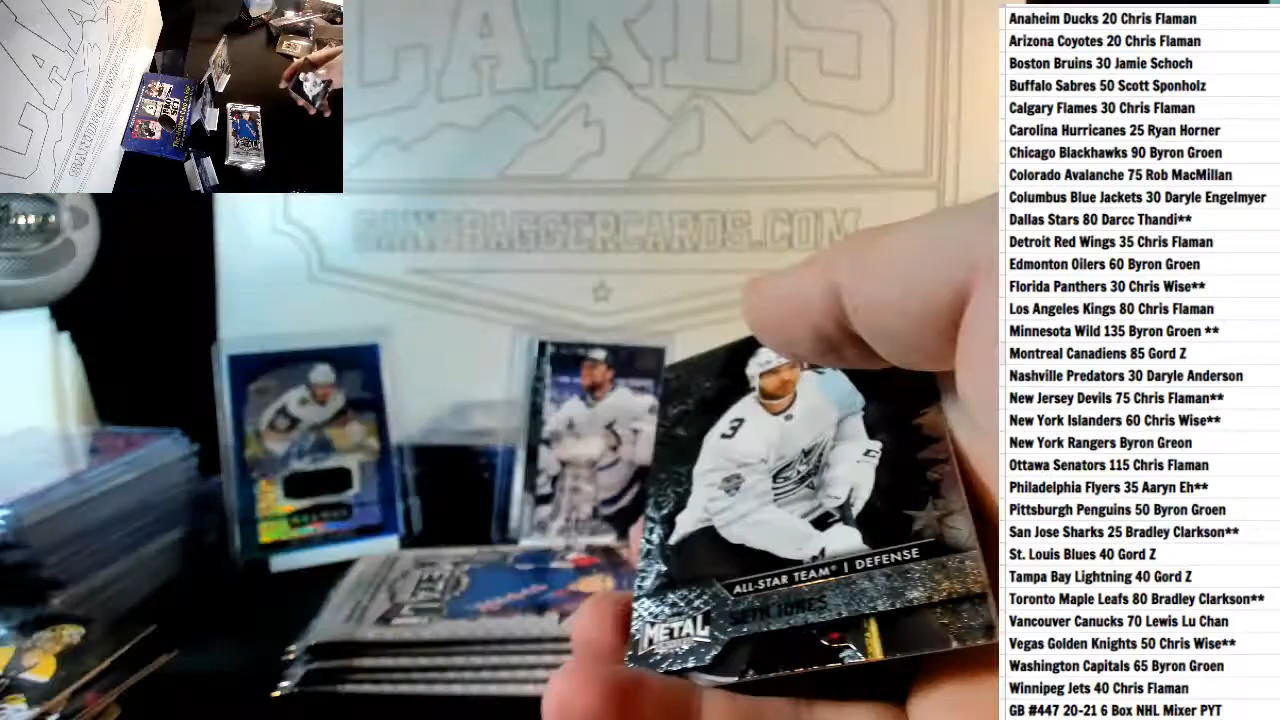 CARDS
SHAWBAGGERCARDS.COM
3
ALL-STAR TEAM | DEFENSE
SETH JONES
METAL
METAL
Anaheim Ducks 20 Chris Flaman
Arizona Coyotes 20 Chris Flaman
Boston Bruins 30 Jamie Schoch
Buffalo Sabres 50 Scott Sponholz
Calgary Flames 30 Chris Flaman
Carolina Hurricanes 25 Ryan Horner
Chicago Blackhawks 90 Byron Groen
Colorado Avalanche 75 Rob MacMillan
Columbus Blue Jackets 30 Daryle Engelmyer
Dallas Stars 80 Darcc Thandi**
Detroit Red Wings 35 Chris Flaman
Edmonton Oilers 60 Byron Groen
Florida Panthers 30 Chris Wise**
Los Angeles Kings 80 Chris Flaman
Minnesota Wild 135 Byron Groen **
Montreal Canadiens 85 Gord Z
Nashville Predators 30 Daryle Anderson
New Jersey Devils 75 Chris Flaman**
New York Islanders 60 Chris Wise**
New York Rangers Byron Greon
Ottawa Senators 115 Chris Flaman
Philadelphia Flyers 35 Aaryn Eh**
Pittsburgh Penguins 50 Byron Groen
San Jose Sharks 25 Bradley Clarkson**
St. Louis Blues 40 Gord Z
Tampa Bay Lightning 40 Gord Z
Toronto Maple Leafs 80 Bradley Clarkson**
Vancouver Canucks 70 Lewis Lu Chan
Vegas Golden Knights 50 Chris Wise**
Washington Capitals 65 Byron Groen
Winnipeg Jets 40 Chris Flaman
GB #447 20-21 6 Box NHL Mixer PYT